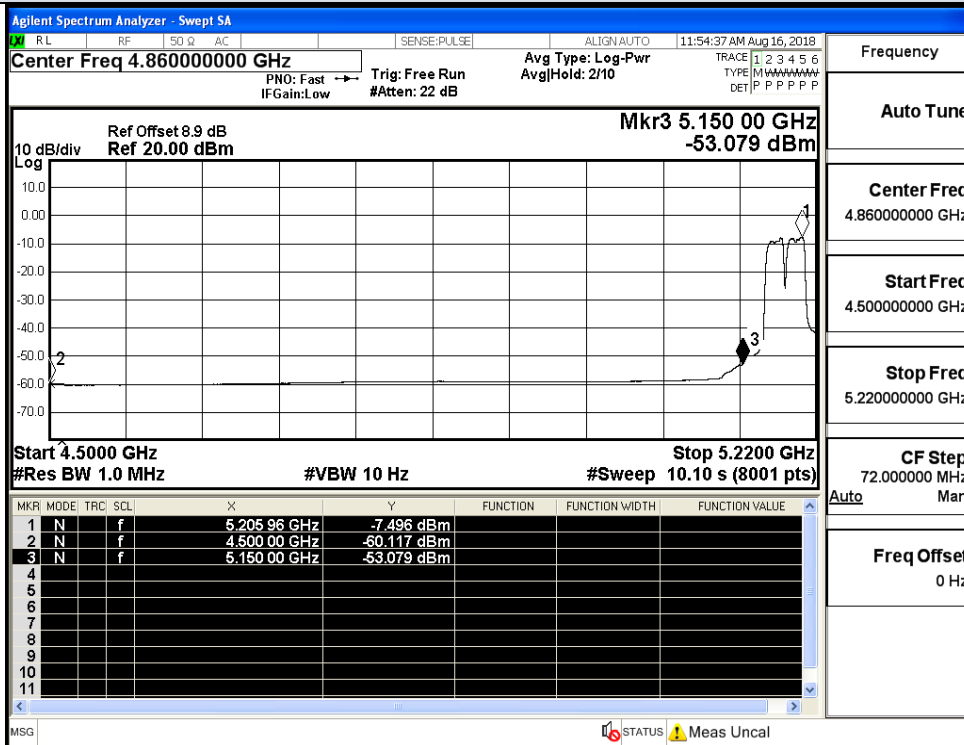 Agilent Spectrum Analyzer - Swept SA
LXI RL RF 50 Ω AC SENSE:PULSE ALIGN AUTO 11:54:37 AM Aug 16, 2018
Center Freq 4.860000000 GHz
PNO: Fast
IFGain:Low
Trig: Free Run
#Atten: 22 dB
Avg Type: Log-Pwr
Avg|Hold: 2/10
TRACE 1 2 3 4 5 6
TYPE M WWWWW
DET P P P P P P
Mkr3 5.150 00 GHz
-53.079 dBm
Ref Offset 8.9 dB
10 dB/div Ref 20.00 dBm
Log
10.0
0.00
-10.0
-20.0
-30.0
-40.0
-50.0
-60.0
-70.0
1
2
3
Start 4.5000 GHz Stop 5.2200 GHz
#Res BW 1.0 MHz #VBW 10 Hz #Sweep 10.10 s (8001 pts)
MKR MODE TRC SCL X Y FUNCTION FUNCTION WIDTH FUNCTION VALUE
1 N f 5.205 96 GHz -7.496 dBm
2 N f 4.500 00 GHz -60.117 dBm
3 N f 5.150 00 GHz -53.079 dBm
4
5
6
7
8
9
10
11
MSG STATUS Meas Uncal
Frequency
Auto Tune
Center Freq
4.860000000 GHz
Start Freq
4.500000000 GHz
Stop Freq
5.220000000 GHz
CF Step
72.000000 MHz
Auto Man
Freq Offset
0 Hz